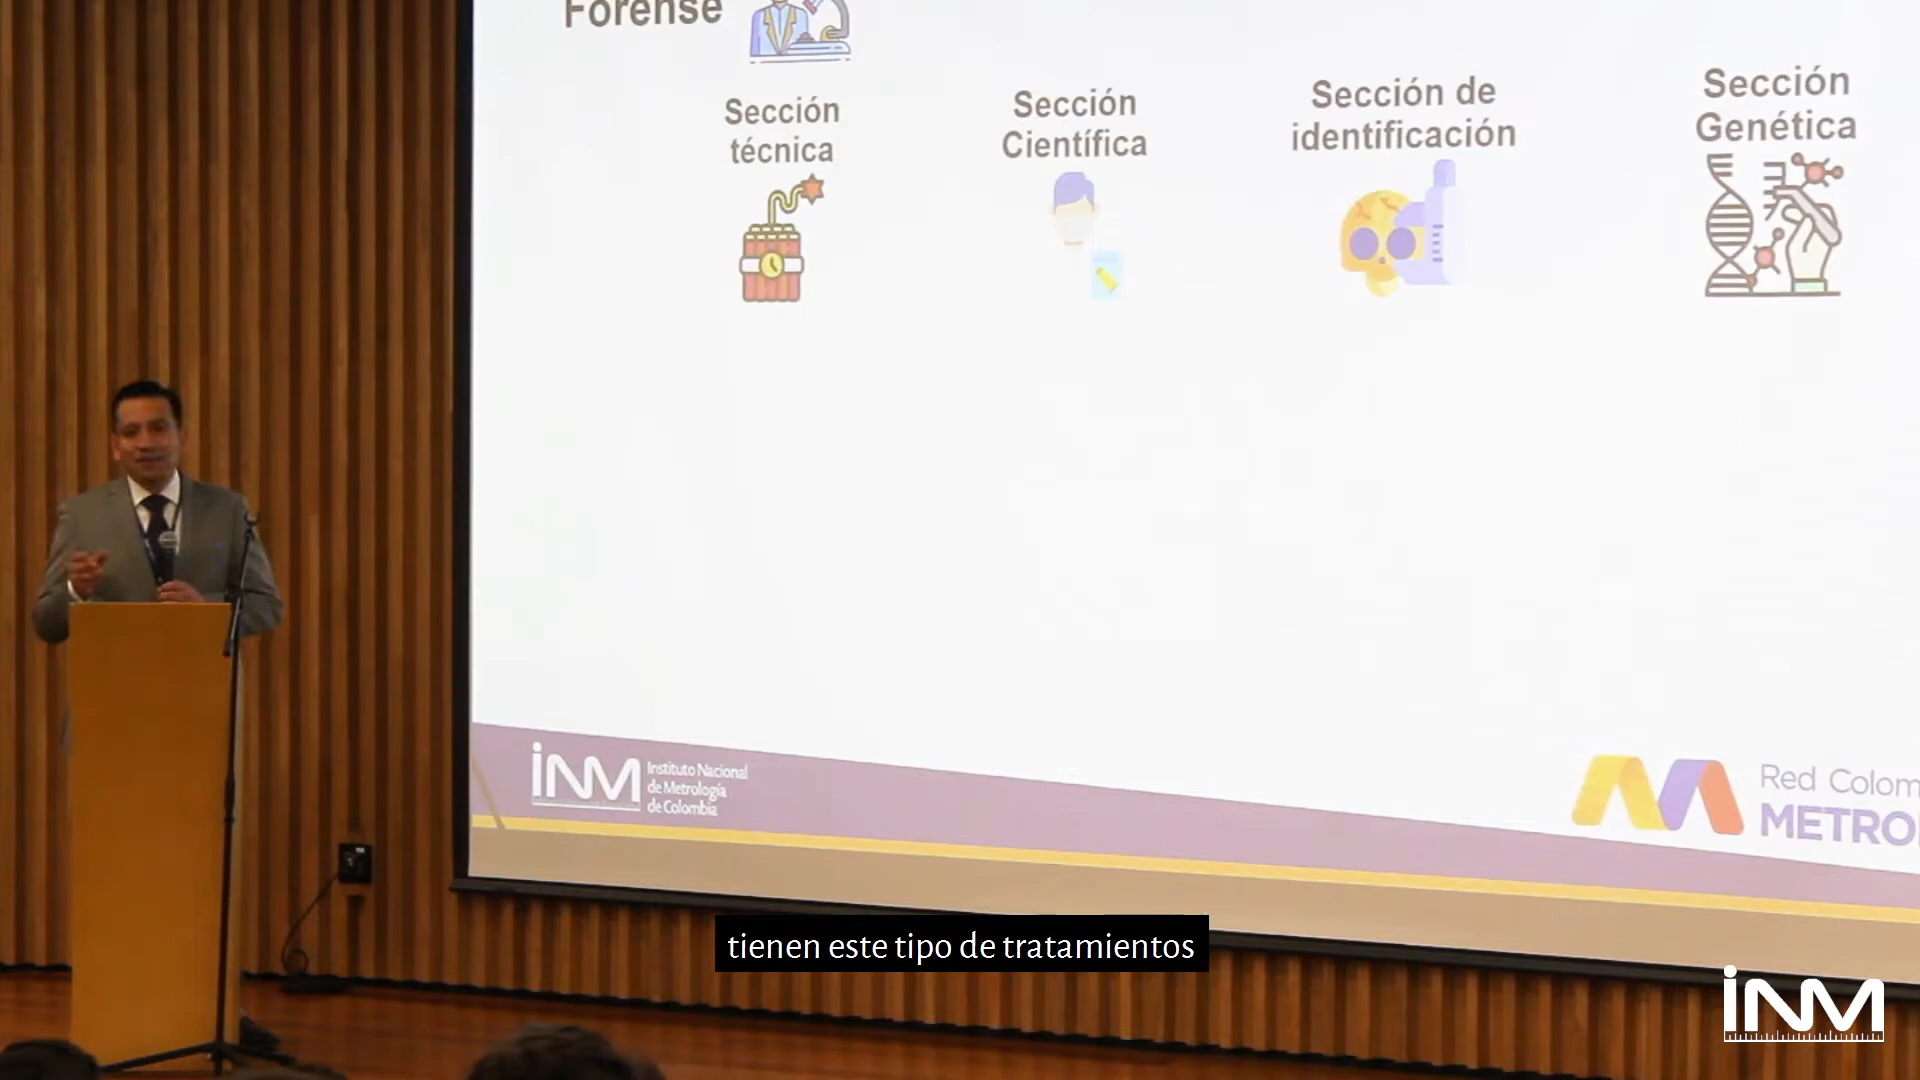 Forense
Sección
técnica
Sección
Científica
Sección de
identificación
Sección
Genética
INM
Instituto Nacional
de Metrología
de Colombia
Red Colom
METRO
tienen este tipo de tratamientos
INM